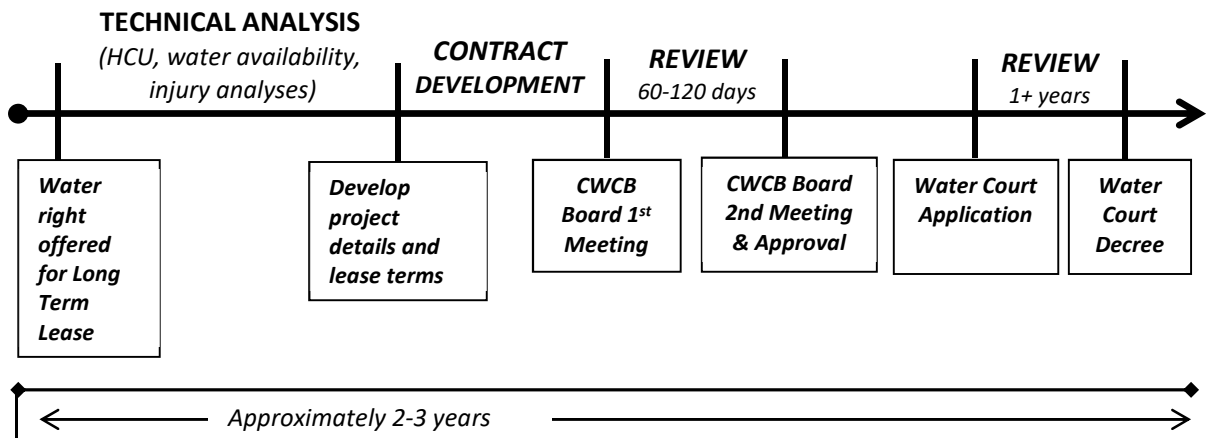 TECHNICAL ANALYSIS
(HCU, water availability,
injury analyses)
CONTRACT
DEVELOPMENT
REVIEW
60-120 days
REVIEW
1+ years
Water
right
offered
for Long
Term
Lease
Develop
project
details and
lease terms
CWCB
Board 1st
Meeting
CWCB Board
2nd Meeting
& Approval
Water Court
Application
Water
Court
Decree
Approximately 2-3 years